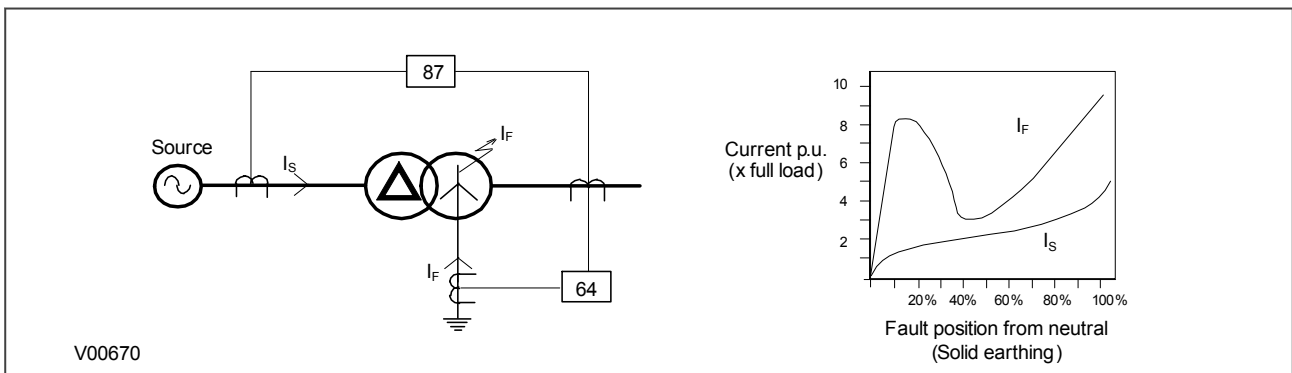 87
I_F
Source
I_S
I_F
64
V00670
10
8
6
4
2
Current p.u.
(x full load)
I_F
I_S
20% 40% 60% 80% 100%
Fault position from neutral
(Solid earthing)